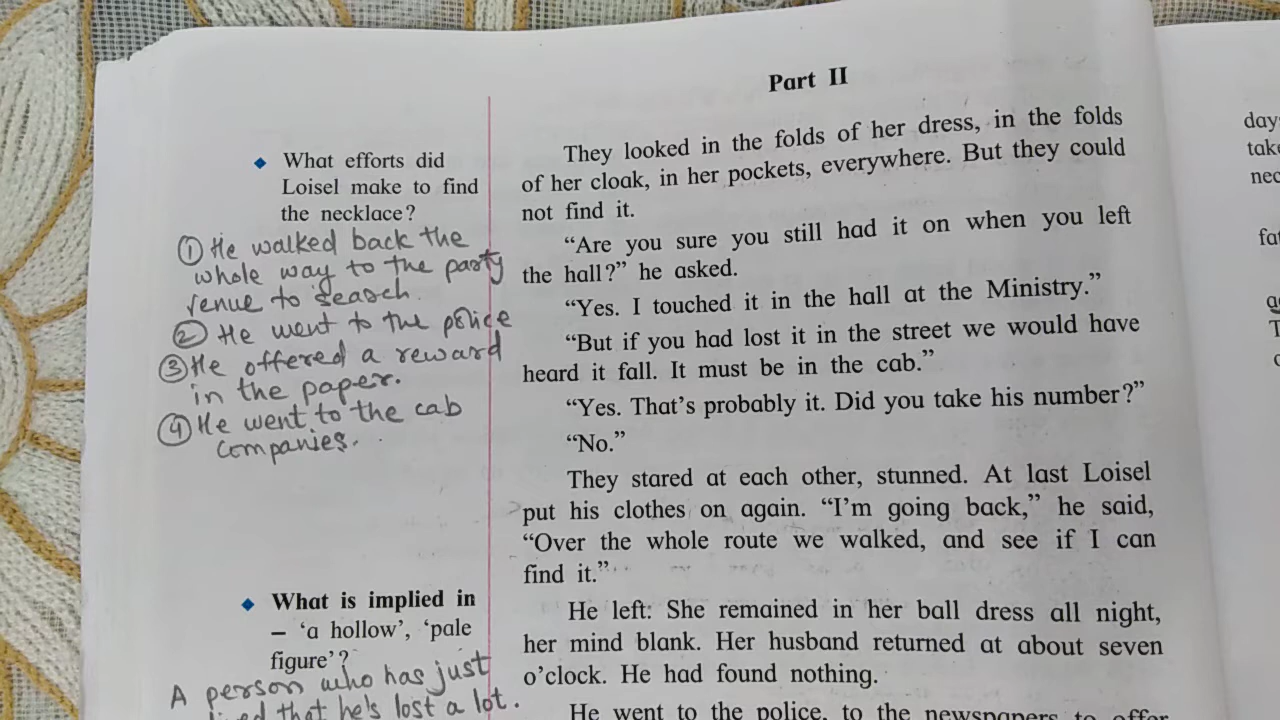 Part II
◆ What efforts did
Loisel make to find
the necklace?
① He walked back the
whole way to the party
venue to search.
② He went to the police
③ He offered a reward
in the paper.
④ He went to the cab
companies.
◆ What is implied in
– ‘a hollow’, ‘pale
figure’?
A person who has just
that he's lost a lot.
They looked in the folds of her dress, in the folds
of her cloak, in her pockets, everywhere. But they could
not find it.
“Are you sure you still had it on when you left
the hall?” he asked.
“Yes. I touched it in the hall at the Ministry.”
“But if you had lost it in the street we would have
heard it fall. It must be in the cab.”
“Yes. That’s probably it. Did you take his number?”
“No.”
They stared at each other, stunned. At last Loisel
put his clothes on again. “I’m going back,” he said,
“Over the whole route we walked, and see if I can
find it.”
He left: She remained in her ball dress all night,
her mind blank. Her husband returned at about seven
o’clock. He had found nothing.
He went to the police, to the newspapers to offer